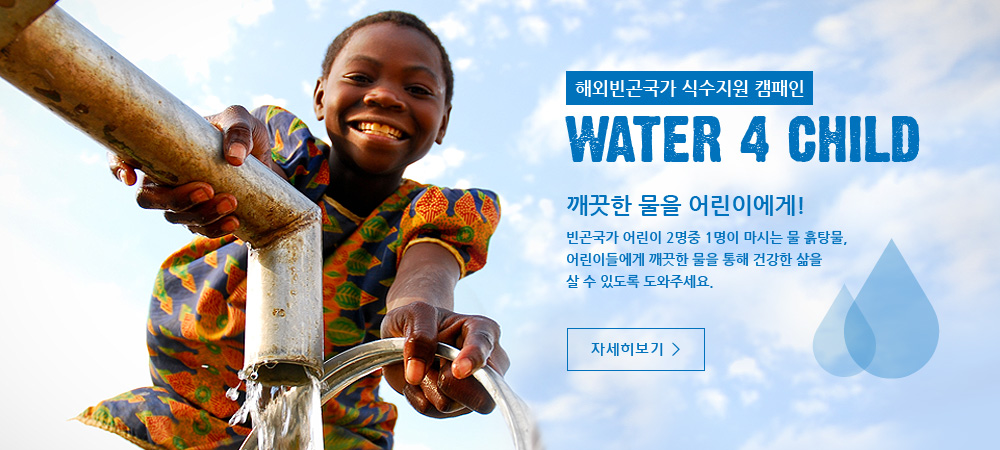 해외빈곤국가 식수지원 캠패인
WATER 4 CHILD
깨끗한 물을 어린이에게!
빈곤국가 어린이 2명중 1명이 마시는 물 흙탕물,
어린이들에게 깨끗한 물을 통해 건강한 삶을
살 수 있도록 도와주세요.
자세히보기 >